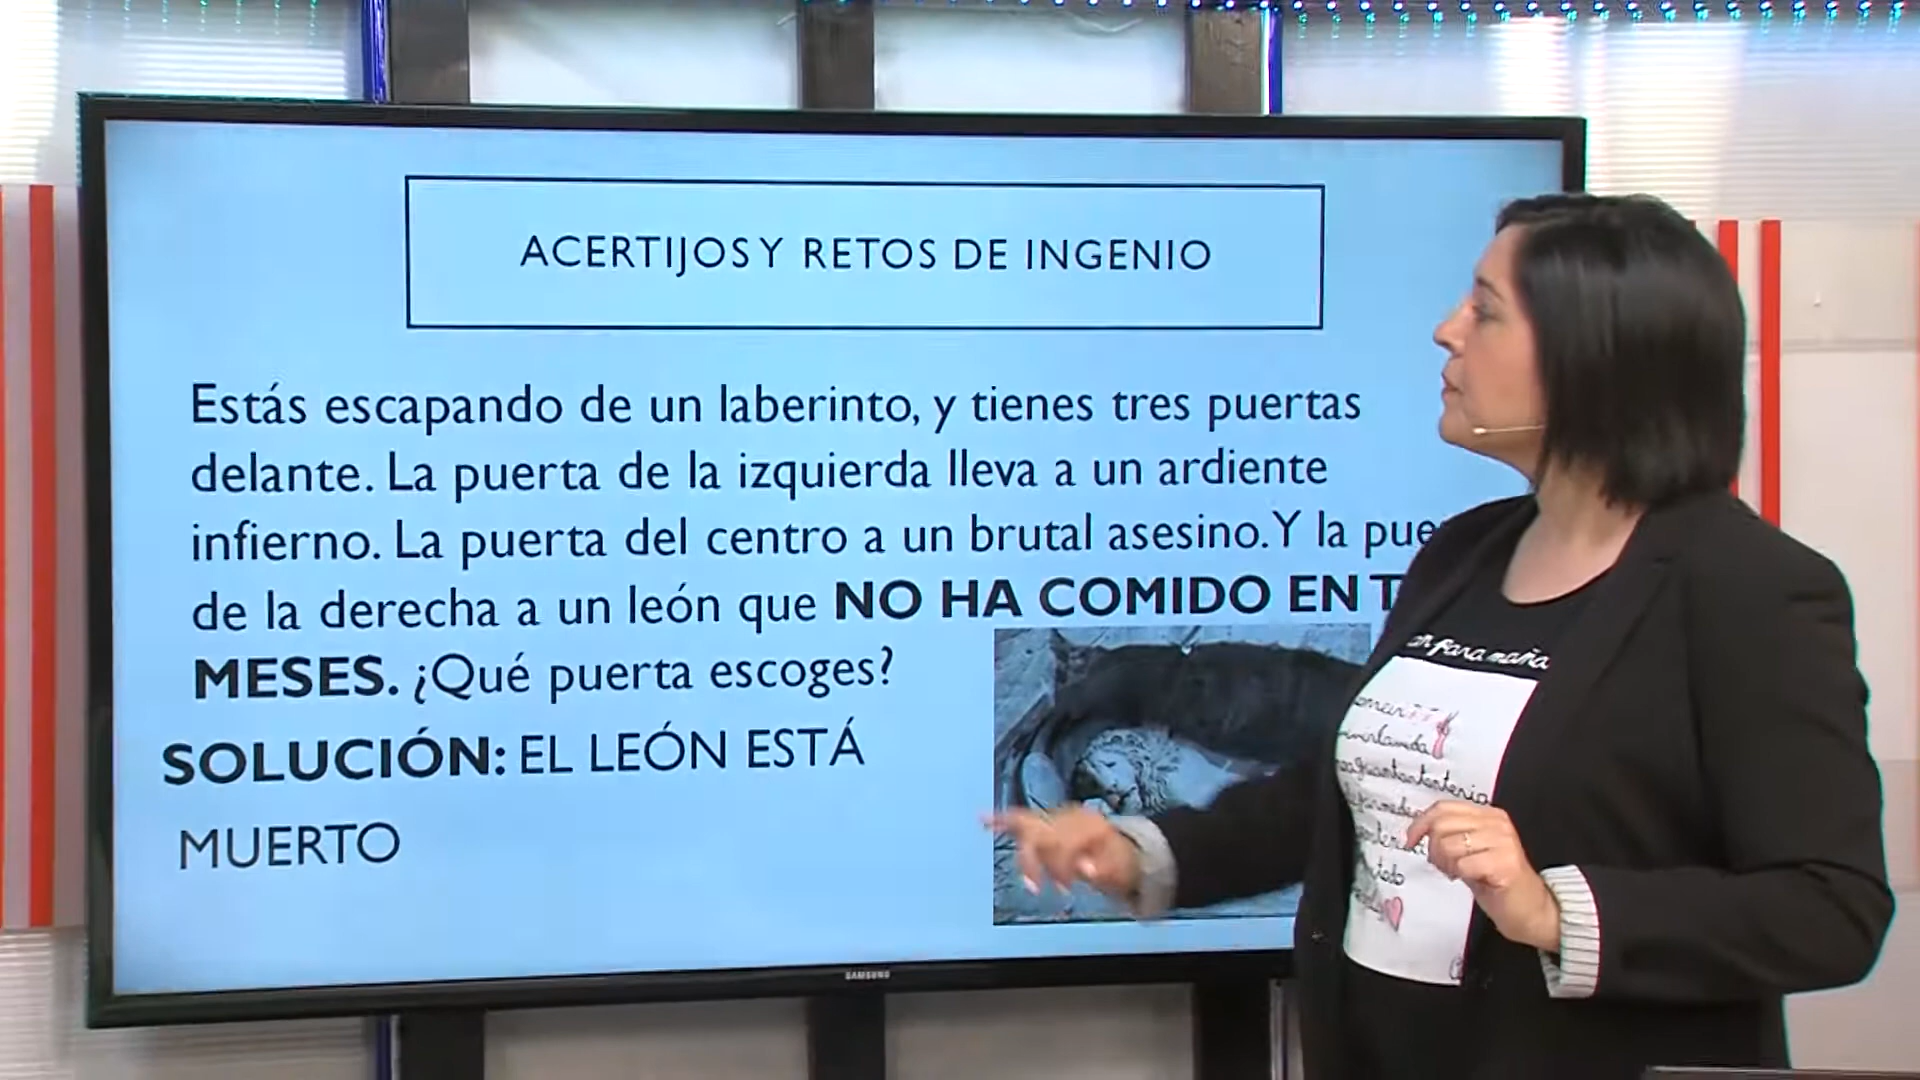 ACERTIJOS Y RETOS DE INGENIO
Estás escapando de un laberinto, y tienes tres puertas
delante. La puerta de la izquierda lleva a un ardiente
infierno. La puerta del centro a un brutal asesino. Y la
de la derecha a un león que NO HA COMIDO EN
MESES. ¿Qué puerta escoges?
SOLUCIÓN: EL LEÓN ESTÁ
MUERTO
SAMSUNG